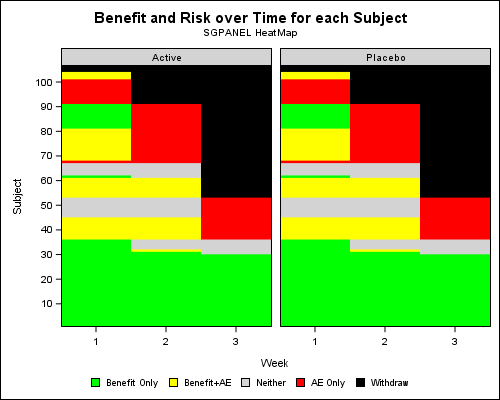 Benefit and Risk over Time for each Subject
SGPANEL HeatMap
Active
Placebo
100
90
80
70
60
50
40
30
20
10
Subject
1 2 3
1 2 3
Week
Benefit Only
Benefit+AE
Neither
AE Only
Withdraw